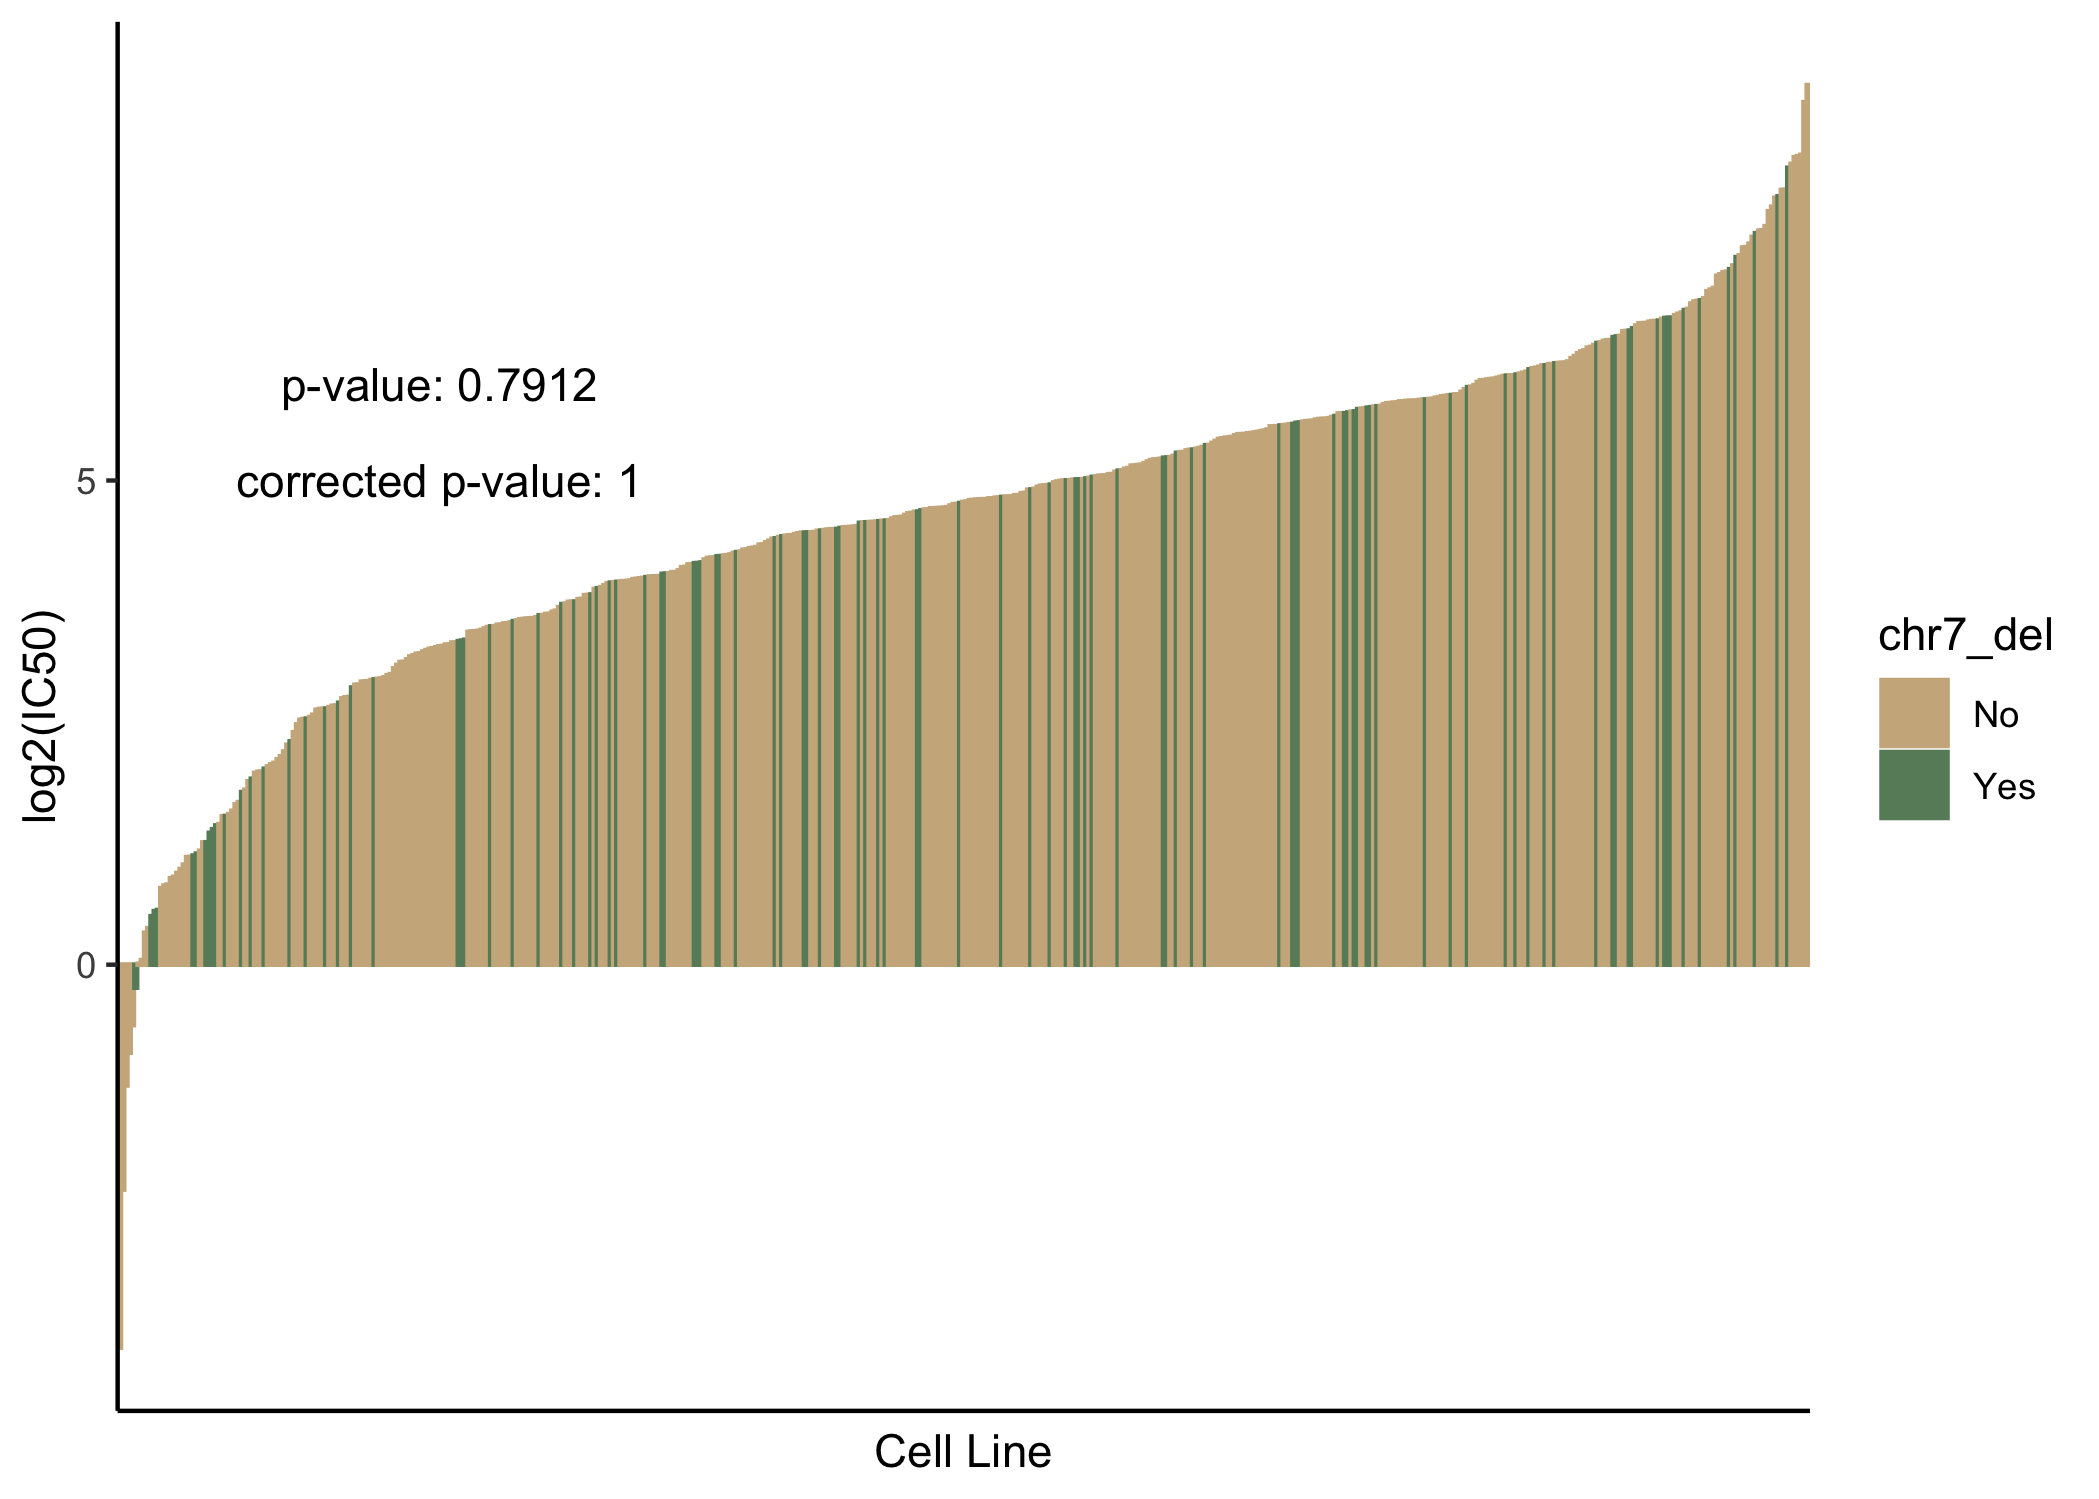 p-value: 0.7912
corrected p-value: 1
5
0
log2(IC50)
Cell Line
chr7_del
No
Yes